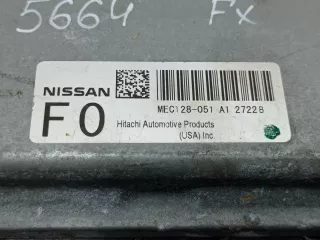 5664 Fx
NISSAN
MEC128-051 A1 2722B
F0 Hitachi Automotive Products
(USA) Inc.